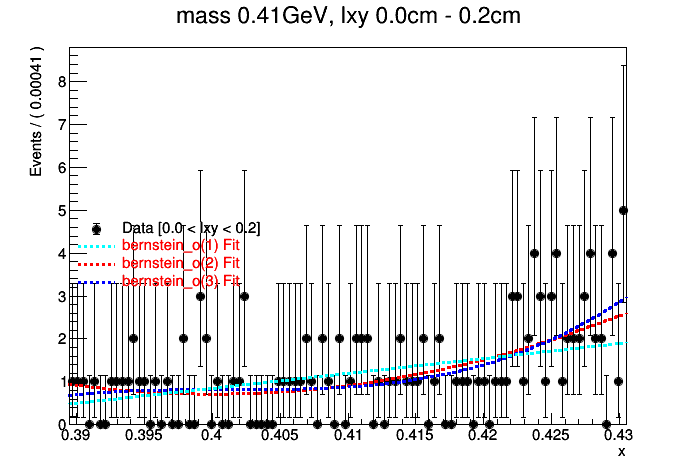 mass 0.41GeV, lxy 0.0cm - 0.2cm
Events / ( 0.00041 )
8
7
6
5
4
3
2
1
0
Data [0.0 < lxy < 0.2]
bernstein_o(1) Fit
bernstein_o(2) Fit
bernstein_o(3) Fit
0.39 0.395 0.4 0.405 0.41 0.415 0.42 0.425 0.43
x